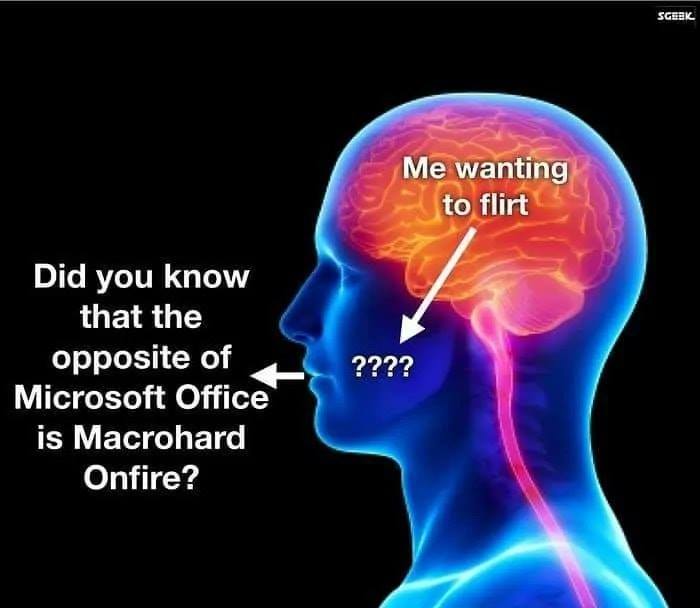 SGEEK
Me wanting
to flirt
????
Did you know
that the
opposite of
Microsoft Office
is Macrohard
Onfire?